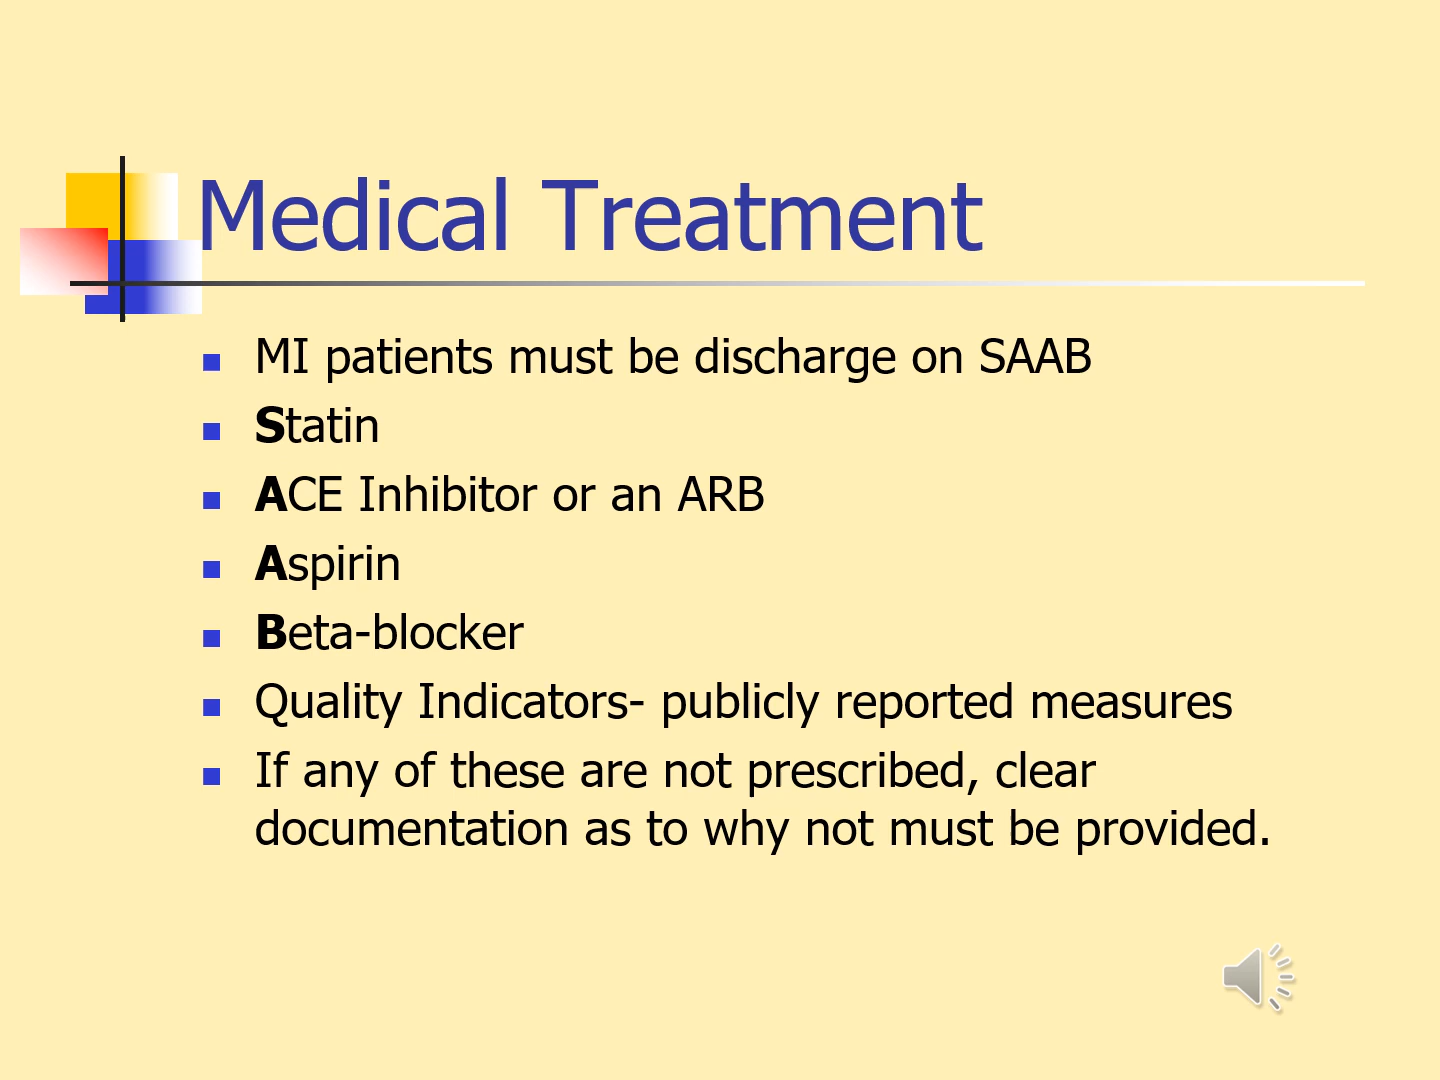 Medical Treatment
MI patients must be discharge on SAAB
Statin
ACE Inhibitor or an ARB
Aspirin
Beta-blocker
Quality Indicators- publicly reported measures
If any of these are not prescribed, clear
documentation as to why not must be provided.